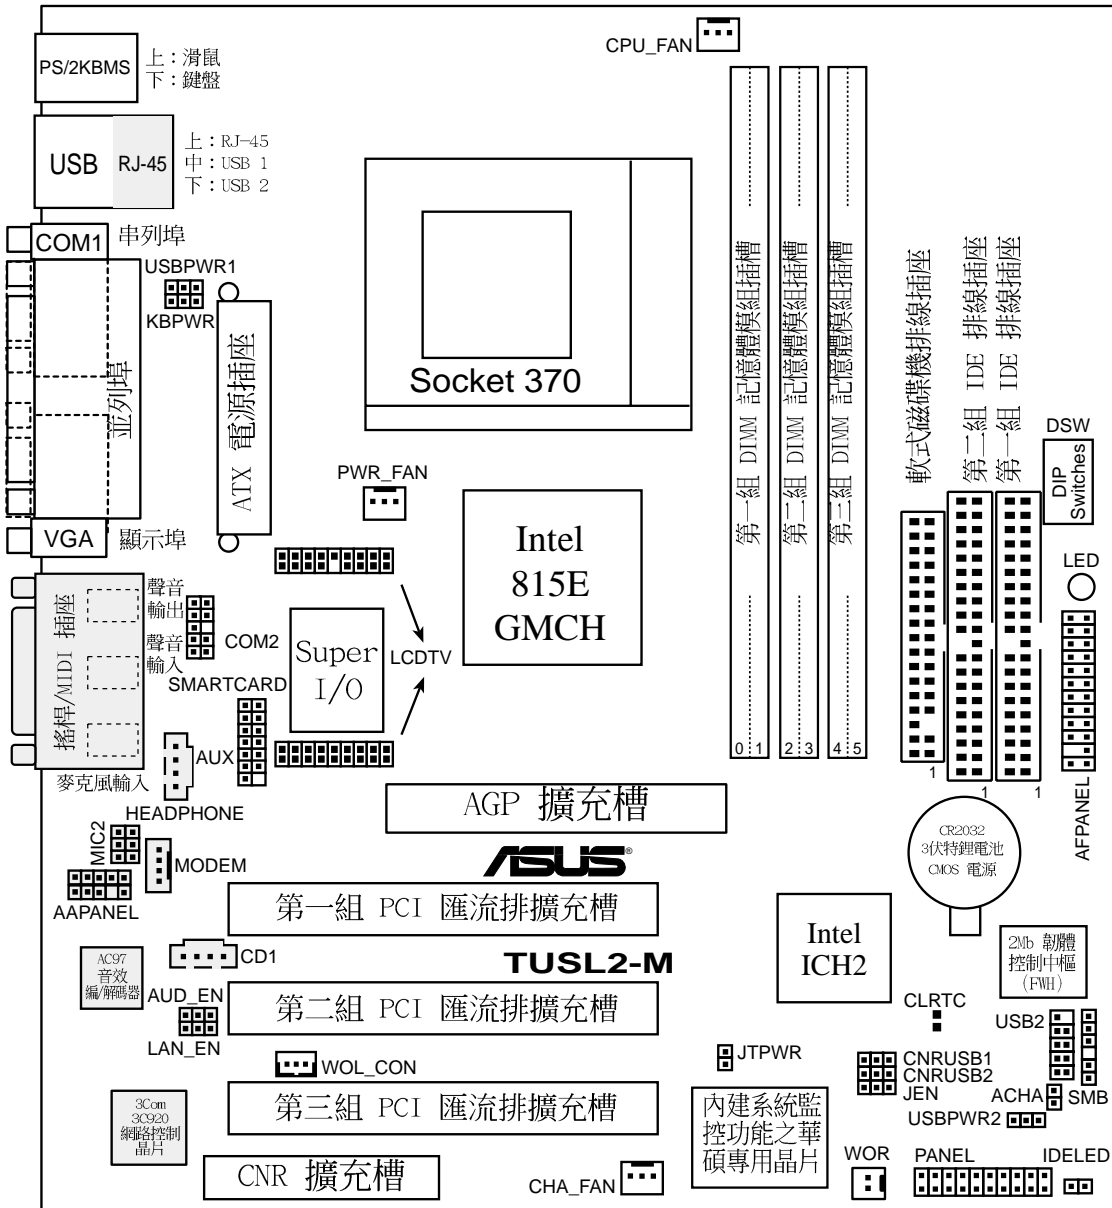 CPU_FAN
PS/2KBMS
上：滑鼠
下：鍵盤
USB
RJ-45
上：RJ-45
中：USB 1
下：USB 2
COM1
串列埠
USBPWR1
KBPWR
並列埠
ATX 電源插座
Socket 370
第一組 DIMM 記憶體模組插槽
第二組 DIMM 記憶體模組插槽
第三組 DIMM 記憶體模組插槽
0 1
2 3
4 5
軟式磁碟機排線插座
第二組 IDE 排線插座
第一組 IDE 排線插座
1
1
1
DSW
DIP
Switches
LED
AFPANEL
PWR_FAN
VGA
顯示埠
Intel
815E
GMCH
搖桿/MIDI 插座
聲音
輸出
聲音
輸入
COM2
Super
I/O
LCDTV
SMARTCARD
AUX
麥克風輸入
HEADPHONE
AGP 擴充槽
MIC2
MODEM
AAPANEL
ASUS®
CR2032
3伏特鋰電池
CMOS 電源
第一組 PCI 匯流排擴充槽
CD1
TUSL2-M
AC97
音效
編/解碼器
AUD_EN
LAN_EN
第二組 PCI 匯流排擴充槽
Intel
ICH2
2Mb 韌體
控制中樞
(FWH)
CLRTC
USB2
WOL_CON
JTPWR
CNRUSB1
CNRUSB2
JEN
ACHA
SMB
USBPWR2
3Com
3C920
網路控制
晶片
第三組 PCI 匯流排擴充槽
內建系統監
控功能之華
碩專用晶片
CNR 擴充槽
CHA_FAN
WOR
PANEL
IDELED